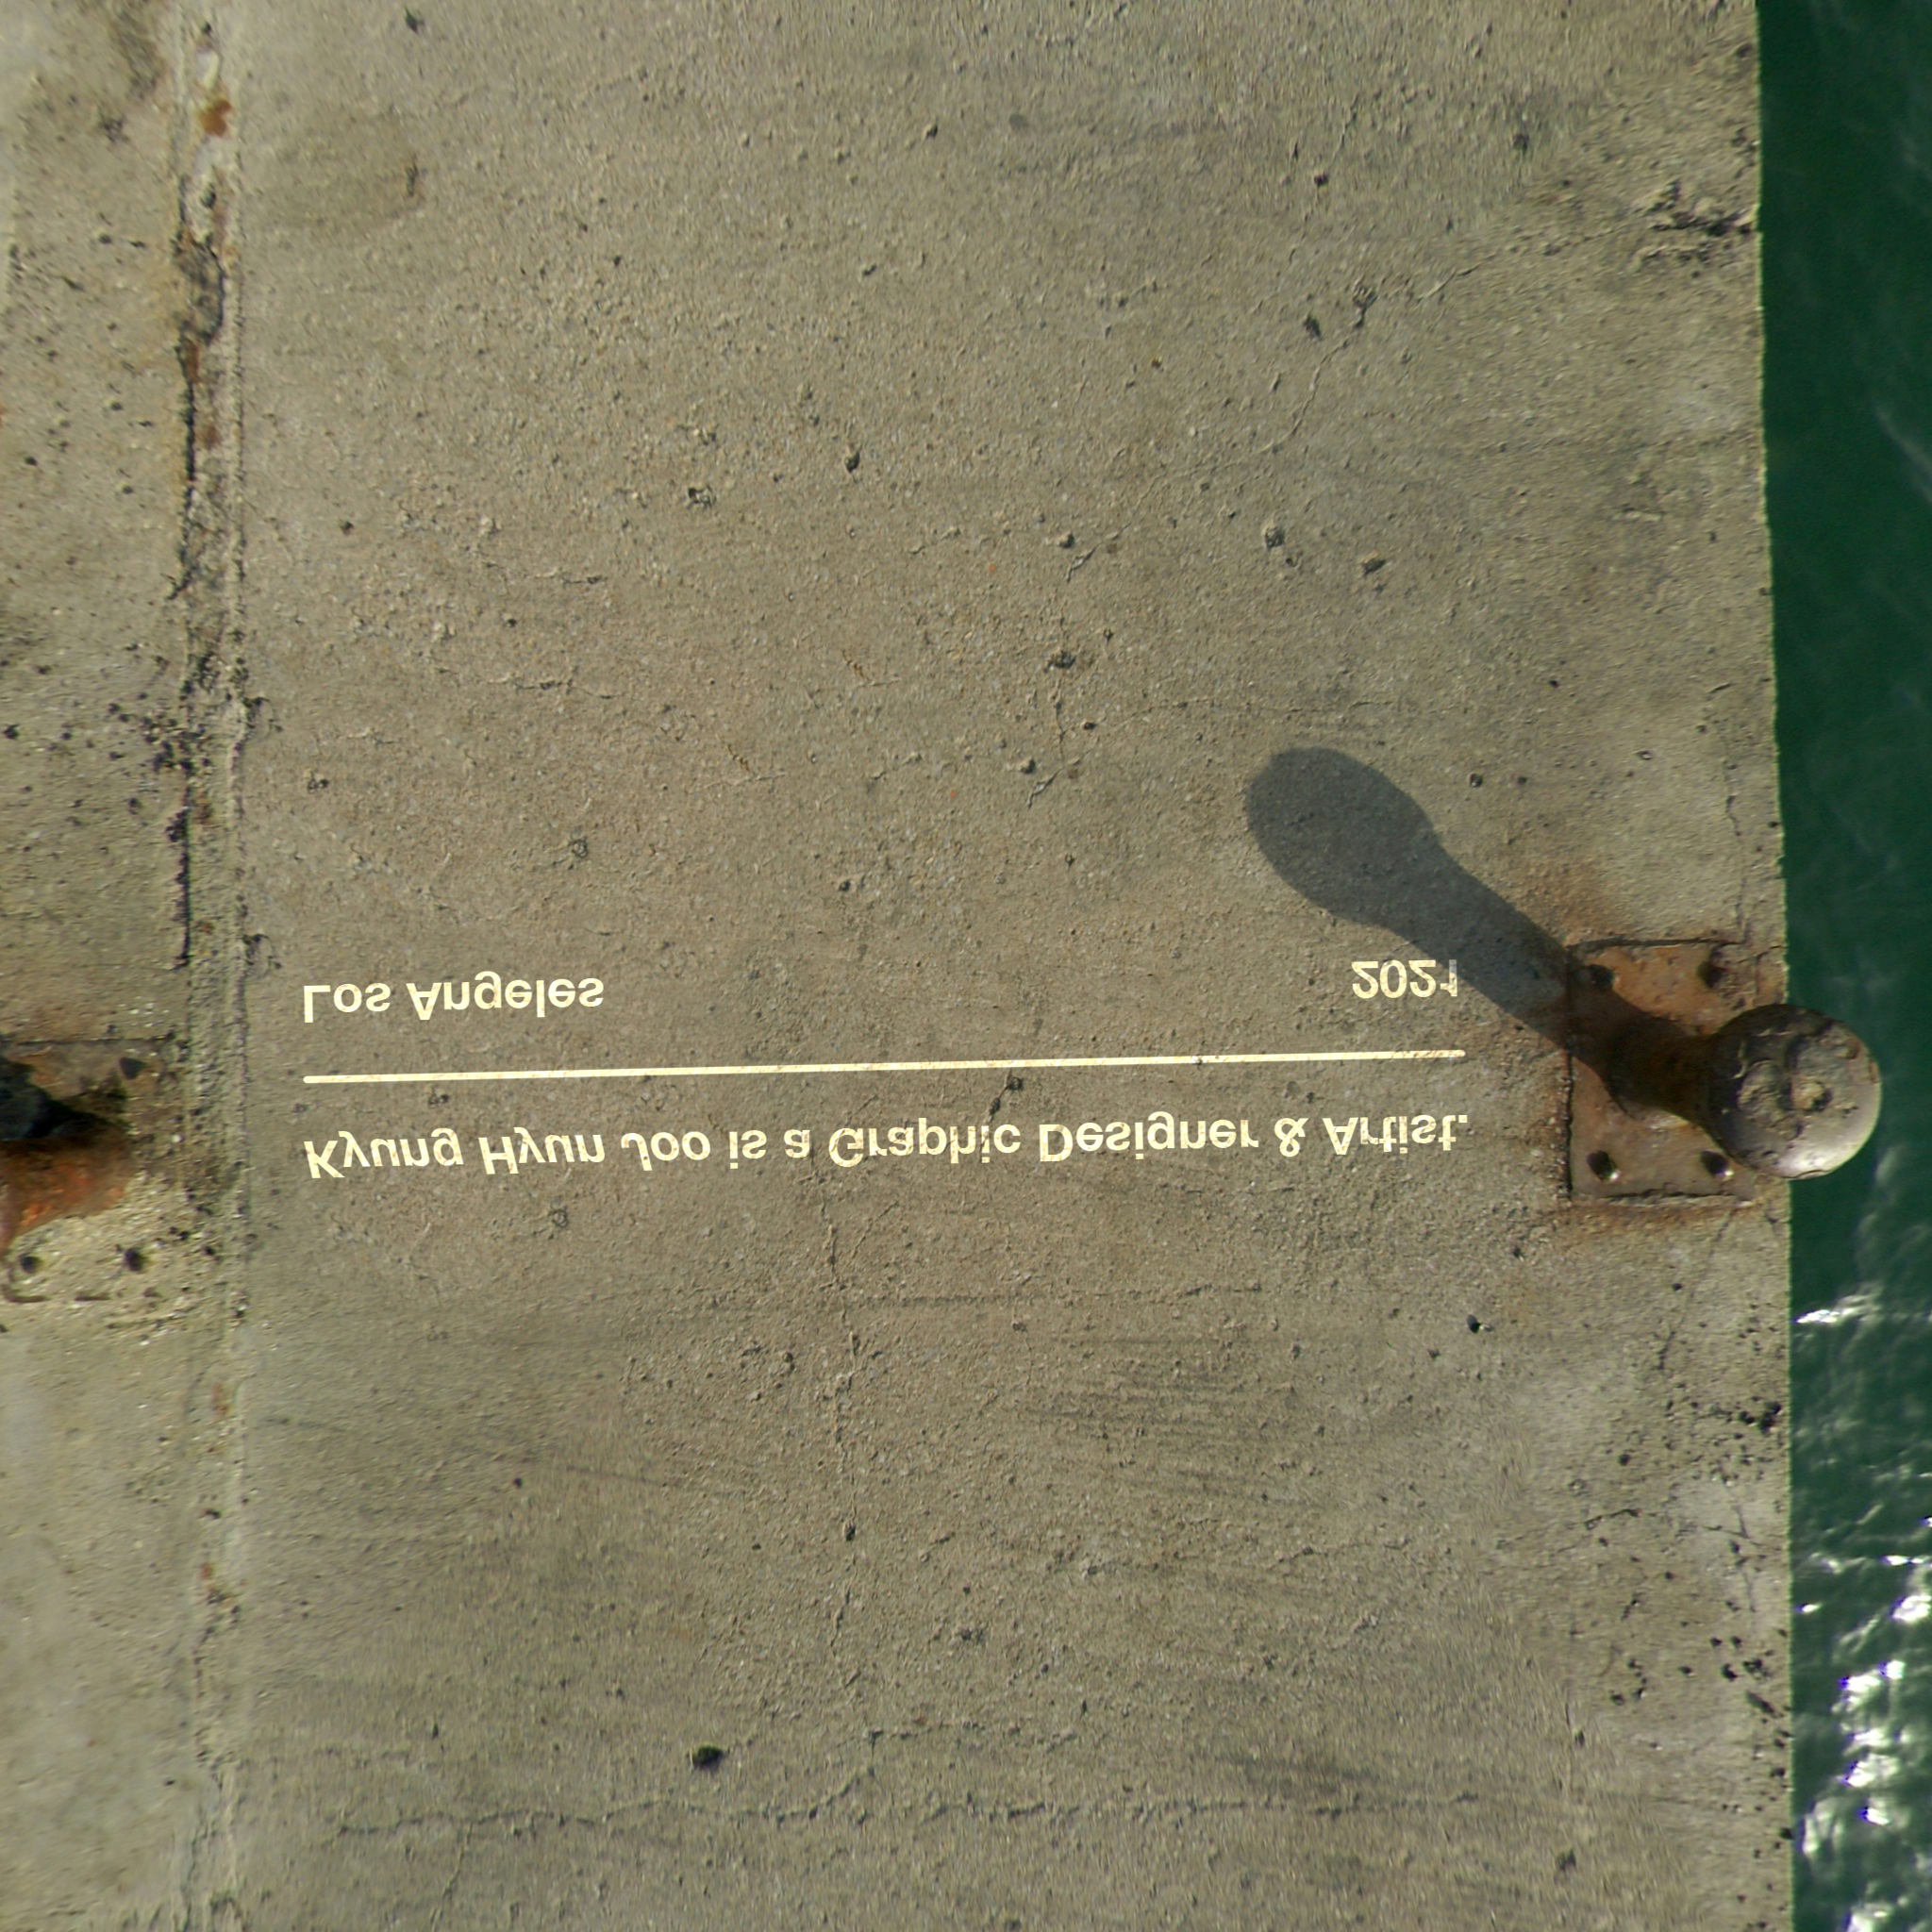 Kyung Hyun Joo is a Graphic Designer & Artist.
Los Angeles 2021